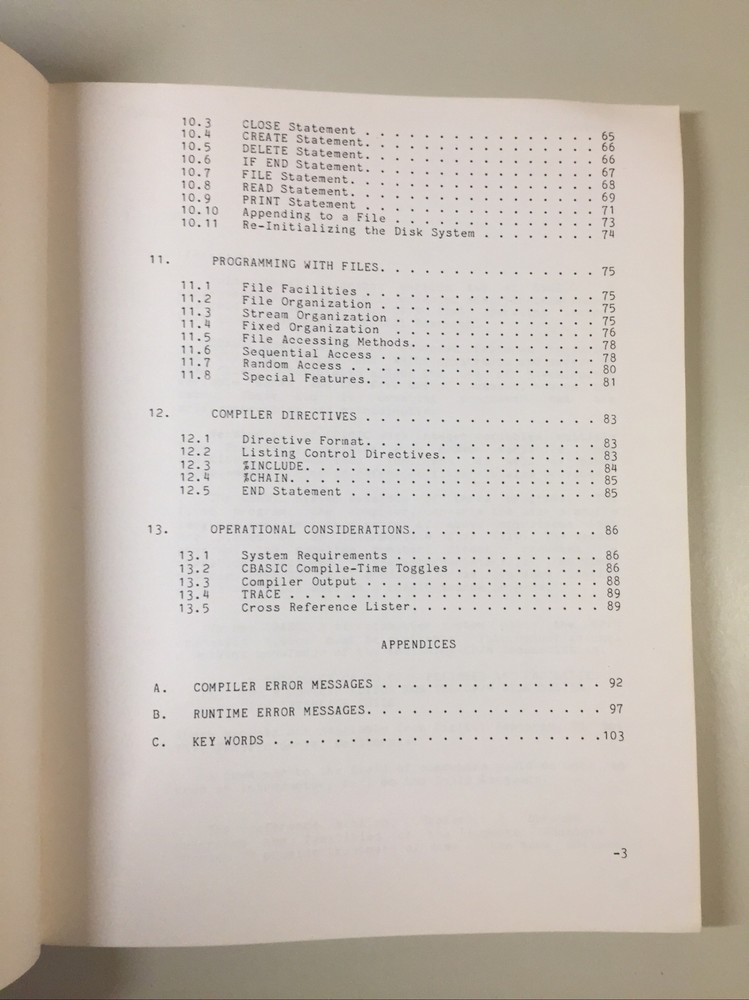 10.3 CLOSE Statement . . . . . . . . . . . . . . . . 65
10.4 CREATE Statement. . . . . . . . . . . . . . . . 66
10.5 DELETE Statement. . . . . . . . . . . . . . . . 66
10.6 IF END Statement. . . . . . . . . . . . . . . . 67
10.7 FILE Statement. . . . . . . . . . . . . . . . . 68
10.8 READ Statement. . . . . . . . . . . . . . . . . 69
10.9 PRINT Statement . . . . . . . . . . . . . . . . 71
10.10 Appending to a File . . . . . . . . . . . . . . 73
10.11 Re-Initializing the Disk System . . . . . . . . 74
11. PROGRAMMING WITH FILES. . . . . . . . . . . . . . . 75
11.1 File Facilities . . . . . . . . . . . . . . . . 75
11.2 File Organization . . . . . . . . . . . . . . . 75
11.3 Stream Organization . . . . . . . . . . . . . . 75
11.4 Fixed Organization . . . . . . . . . . . . . . 76
11.5 File Accessing Methods. . . . . . . . . . . . . 78
11.6 Sequential Access . . . . . . . . . . . . . . . 78
11.7 Random Access . . . . . . . . . . . . . . . . . 80
11.8 Special Features. . . . . . . . . . . . . . . . 81
12. COMPILER DIRECTIVES . . . . . . . . . . . . . . . . 83
12.1 Directive Format. . . . . . . . . . . . . . . . 83
12.2 Listing Control Directives. . . . . . . . . . . 83
12.3 %INCLUDE. . . . . . . . . . . . . . . . . . . . 84
12.4 %CHAIN. . . . . . . . . . . . . . . . . . . . . 85
12.5 END Statement . . . . . . . . . . . . . . . . . 85
13. OPERATIONAL CONSIDERATIONS. . . . . . . . . . . . . 86
13.1 System Requirements . . . . . . . . . . . . . . 86
13.2 CBASIC Compile-Time Toggles . . . . . . . . . . 86
13.3 Compiler Output . . . . . . . . . . . . . . . . 88
13.4 TRACE . . . . . . . . . . . . . . . . . . . . . 89
13.5 Cross Reference Lister. . . . . . . . . . . . . 89
APPENDICES
A. COMPILER ERROR MESSAGES . . . . . . . . . . . . . . . 92
B. RUNTIME ERROR MESSAGES. . . . . . . . . . . . . . . . 97
C. KEY WORDS . . . . . . . . . . . . . . . . . . . . . .103
-3